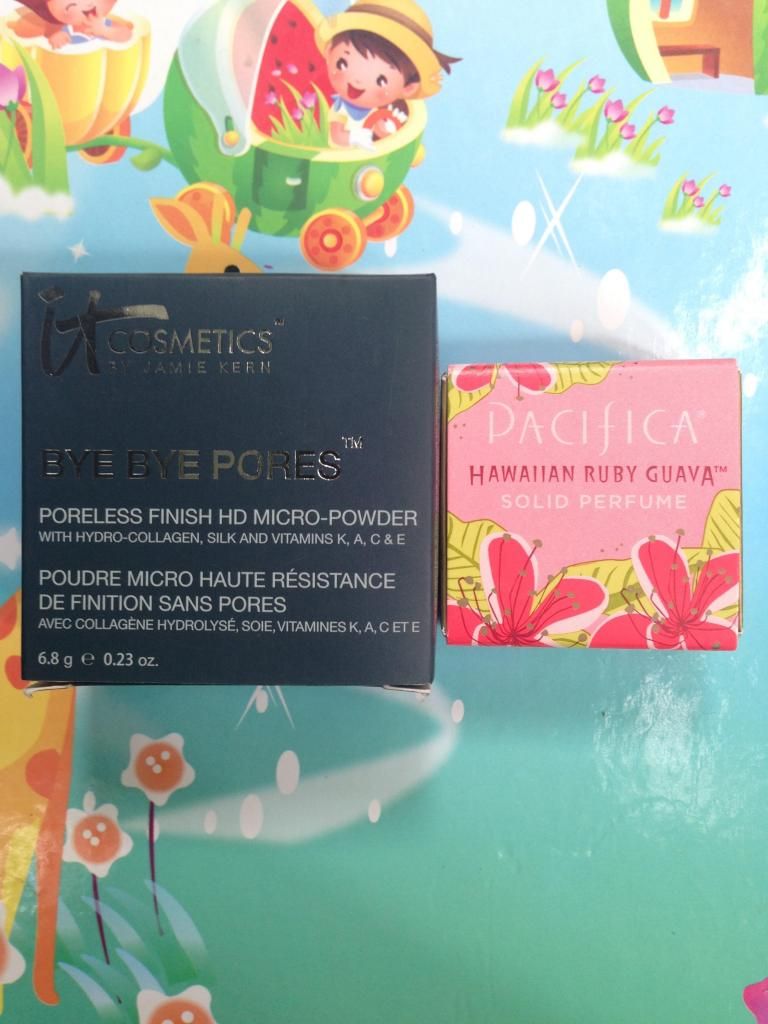 it COSMETICS™
BY JAMIE KERN
BYE BYE PORES™
PORELESS FINISH HD MICRO-POWDER
WITH HYDRO-COLLAGEN, SILK AND VITAMINS K, A, C & E
POUDRE MICRO HAUTE RÉSISTANCE
DE FINITION SANS PORES
AVEC COLLAGÈNE HYDROLYSÉ, SOIE, VITAMINES K, A, C ET E
6.8 g ℮ 0.23 oz.
PACIFICA®
HAWAIIAN RUBY GUAVA™
SOLID PERFUME